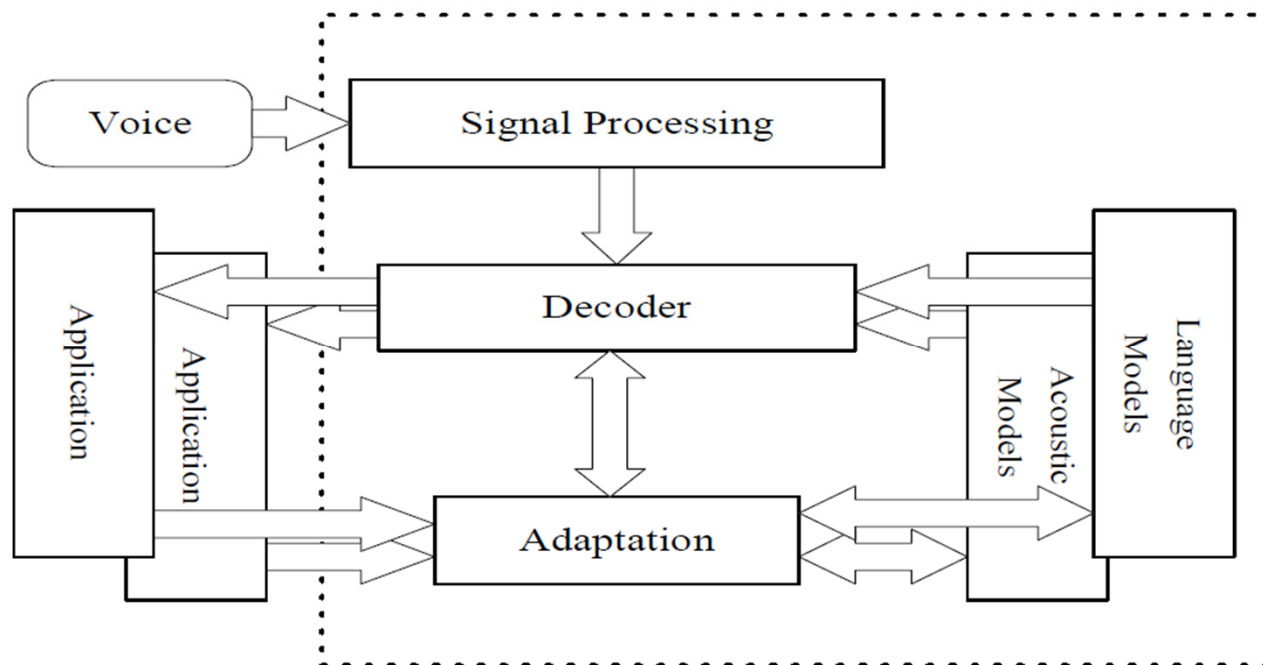 Voice
Signal Processing
Decoder
Application
Application
Acoustic
Models
Language
Models
Adaptation